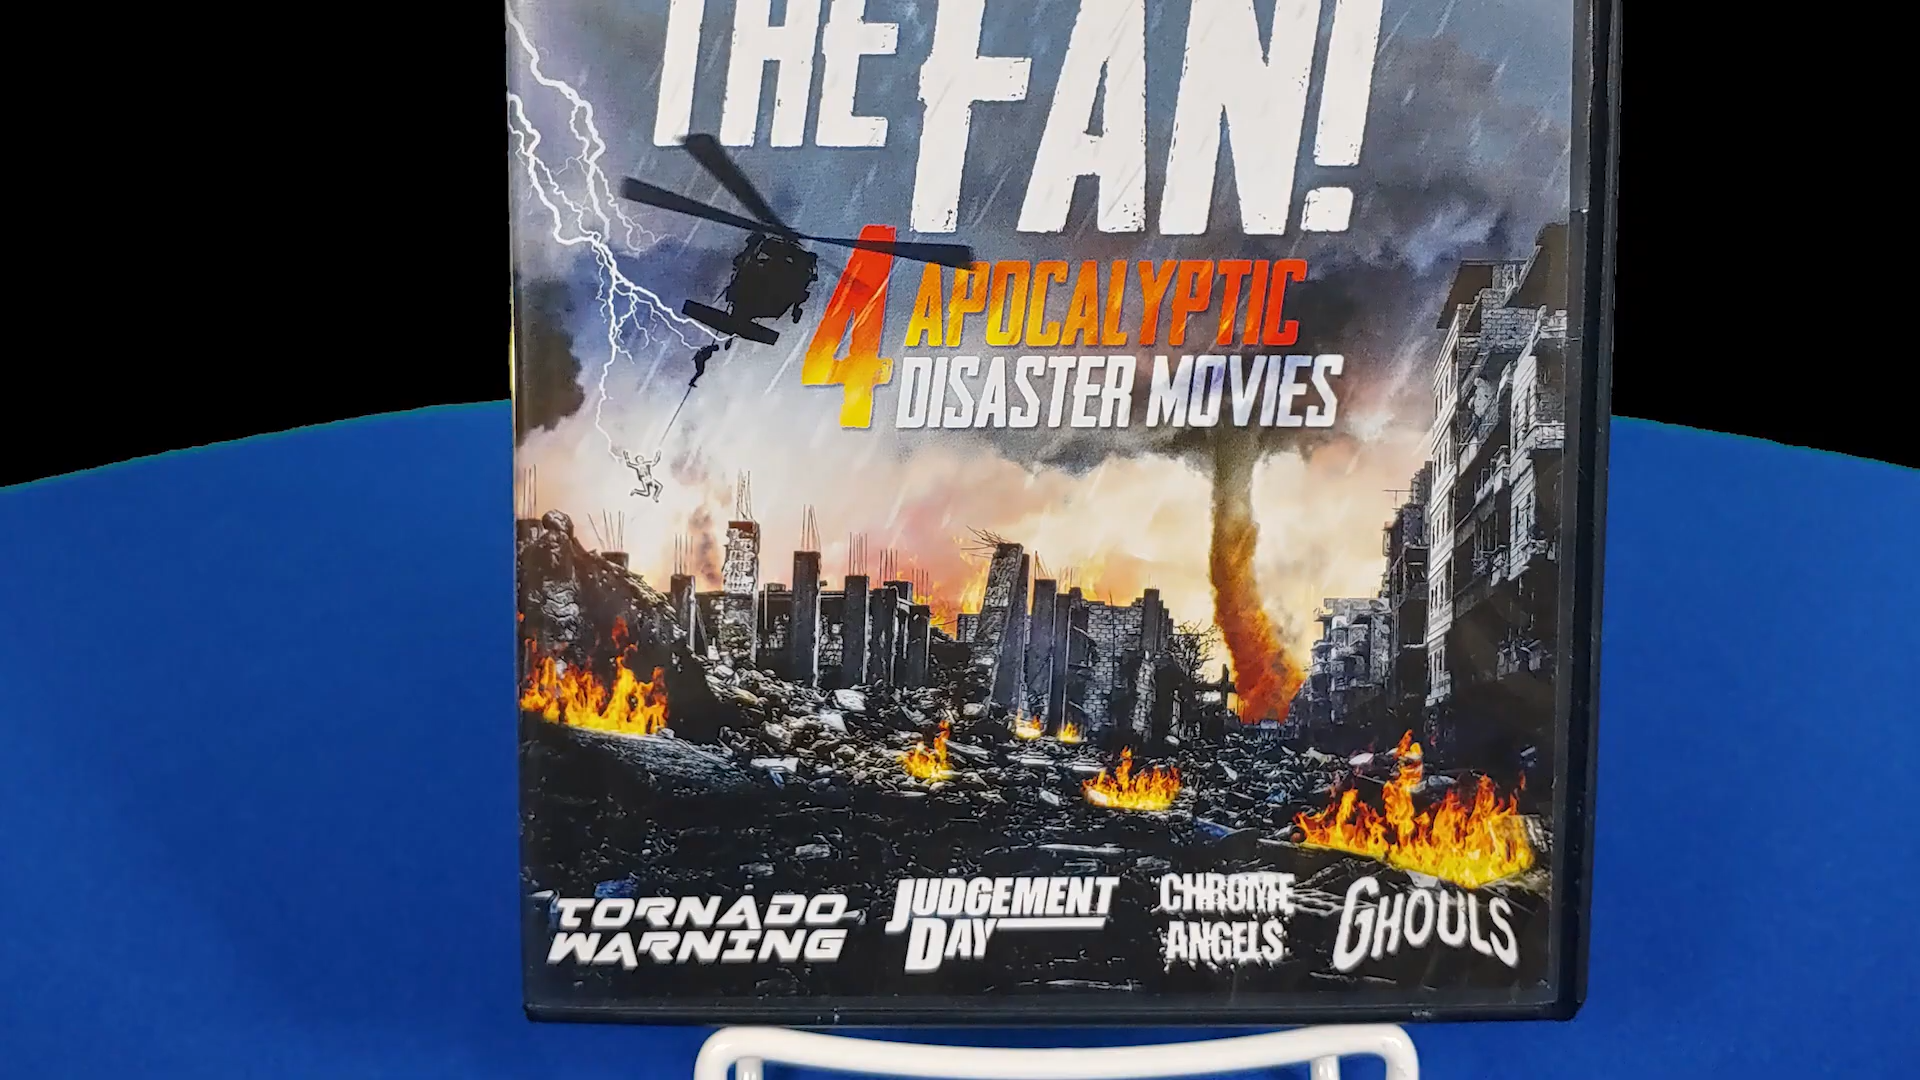 THE FAN!
4 APOCALYPTIC
DISASTER MOVIES
TORNADO
WARNING
JUDGEMENT
DAY
CHROME
ANGELS
GHOULS